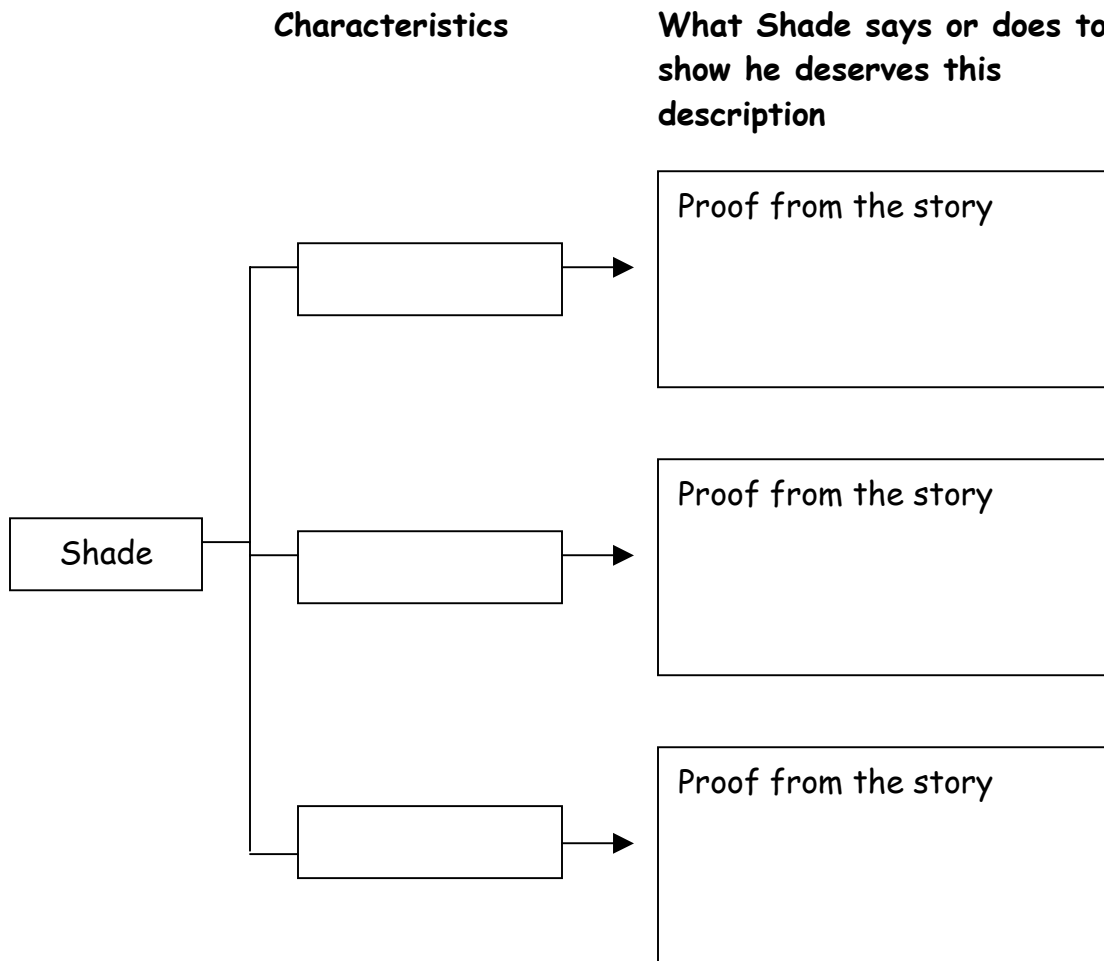 Characteristics
What Shade says or does to
show he deserves this
description
Proof from the story
Proof from the story
Shade
Proof from the story